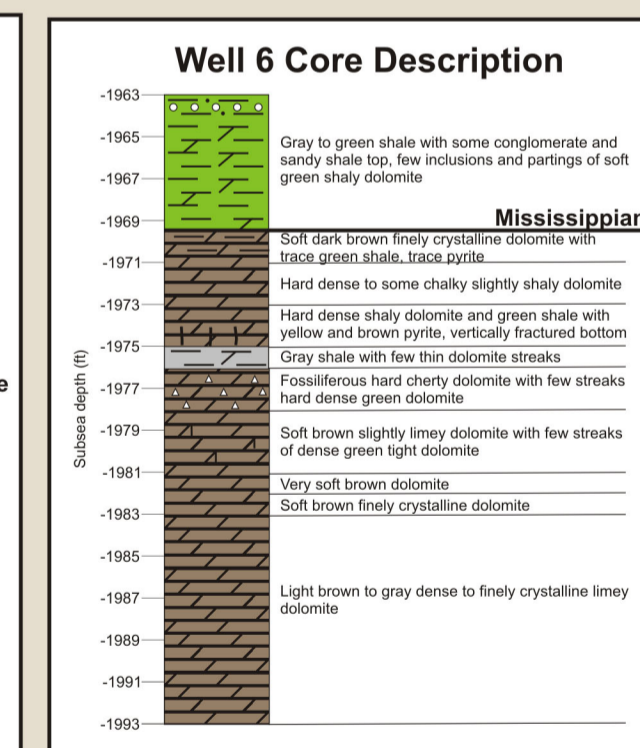 Well 6 Core Description
-1963
-1965
Gray to green shale with some conglomerate and
sandy shale top, few inclusions and partings of soft
green shaly dolomite
-1967
-1969
Mississippian
Soft dark brown finely crystalline dolomite with
trace green shale, trace pyrite
-1971
Hard dense to some chalky slightly shaly dolomite
-1973
Hard dense shaly dolomite and green shale with
yellow and brown pyrite, vertically fractured bottom
-1975
Gray shale with few thin dolomite streaks
Fossiliferous hard cherty dolomite with few streaks
hard dense green dolomite
-1977
-1979
Soft brown slightly limey dolomite with few streaks
of dense green tight dolomite
-1981
Very soft brown dolomite
Soft brown finely crystalline dolomite
-1983
-1985
-1987
Light brown to gray dense to finely crystalline limey
dolomite
-1989
-1991
-1993
Subsea depth (ft)
e